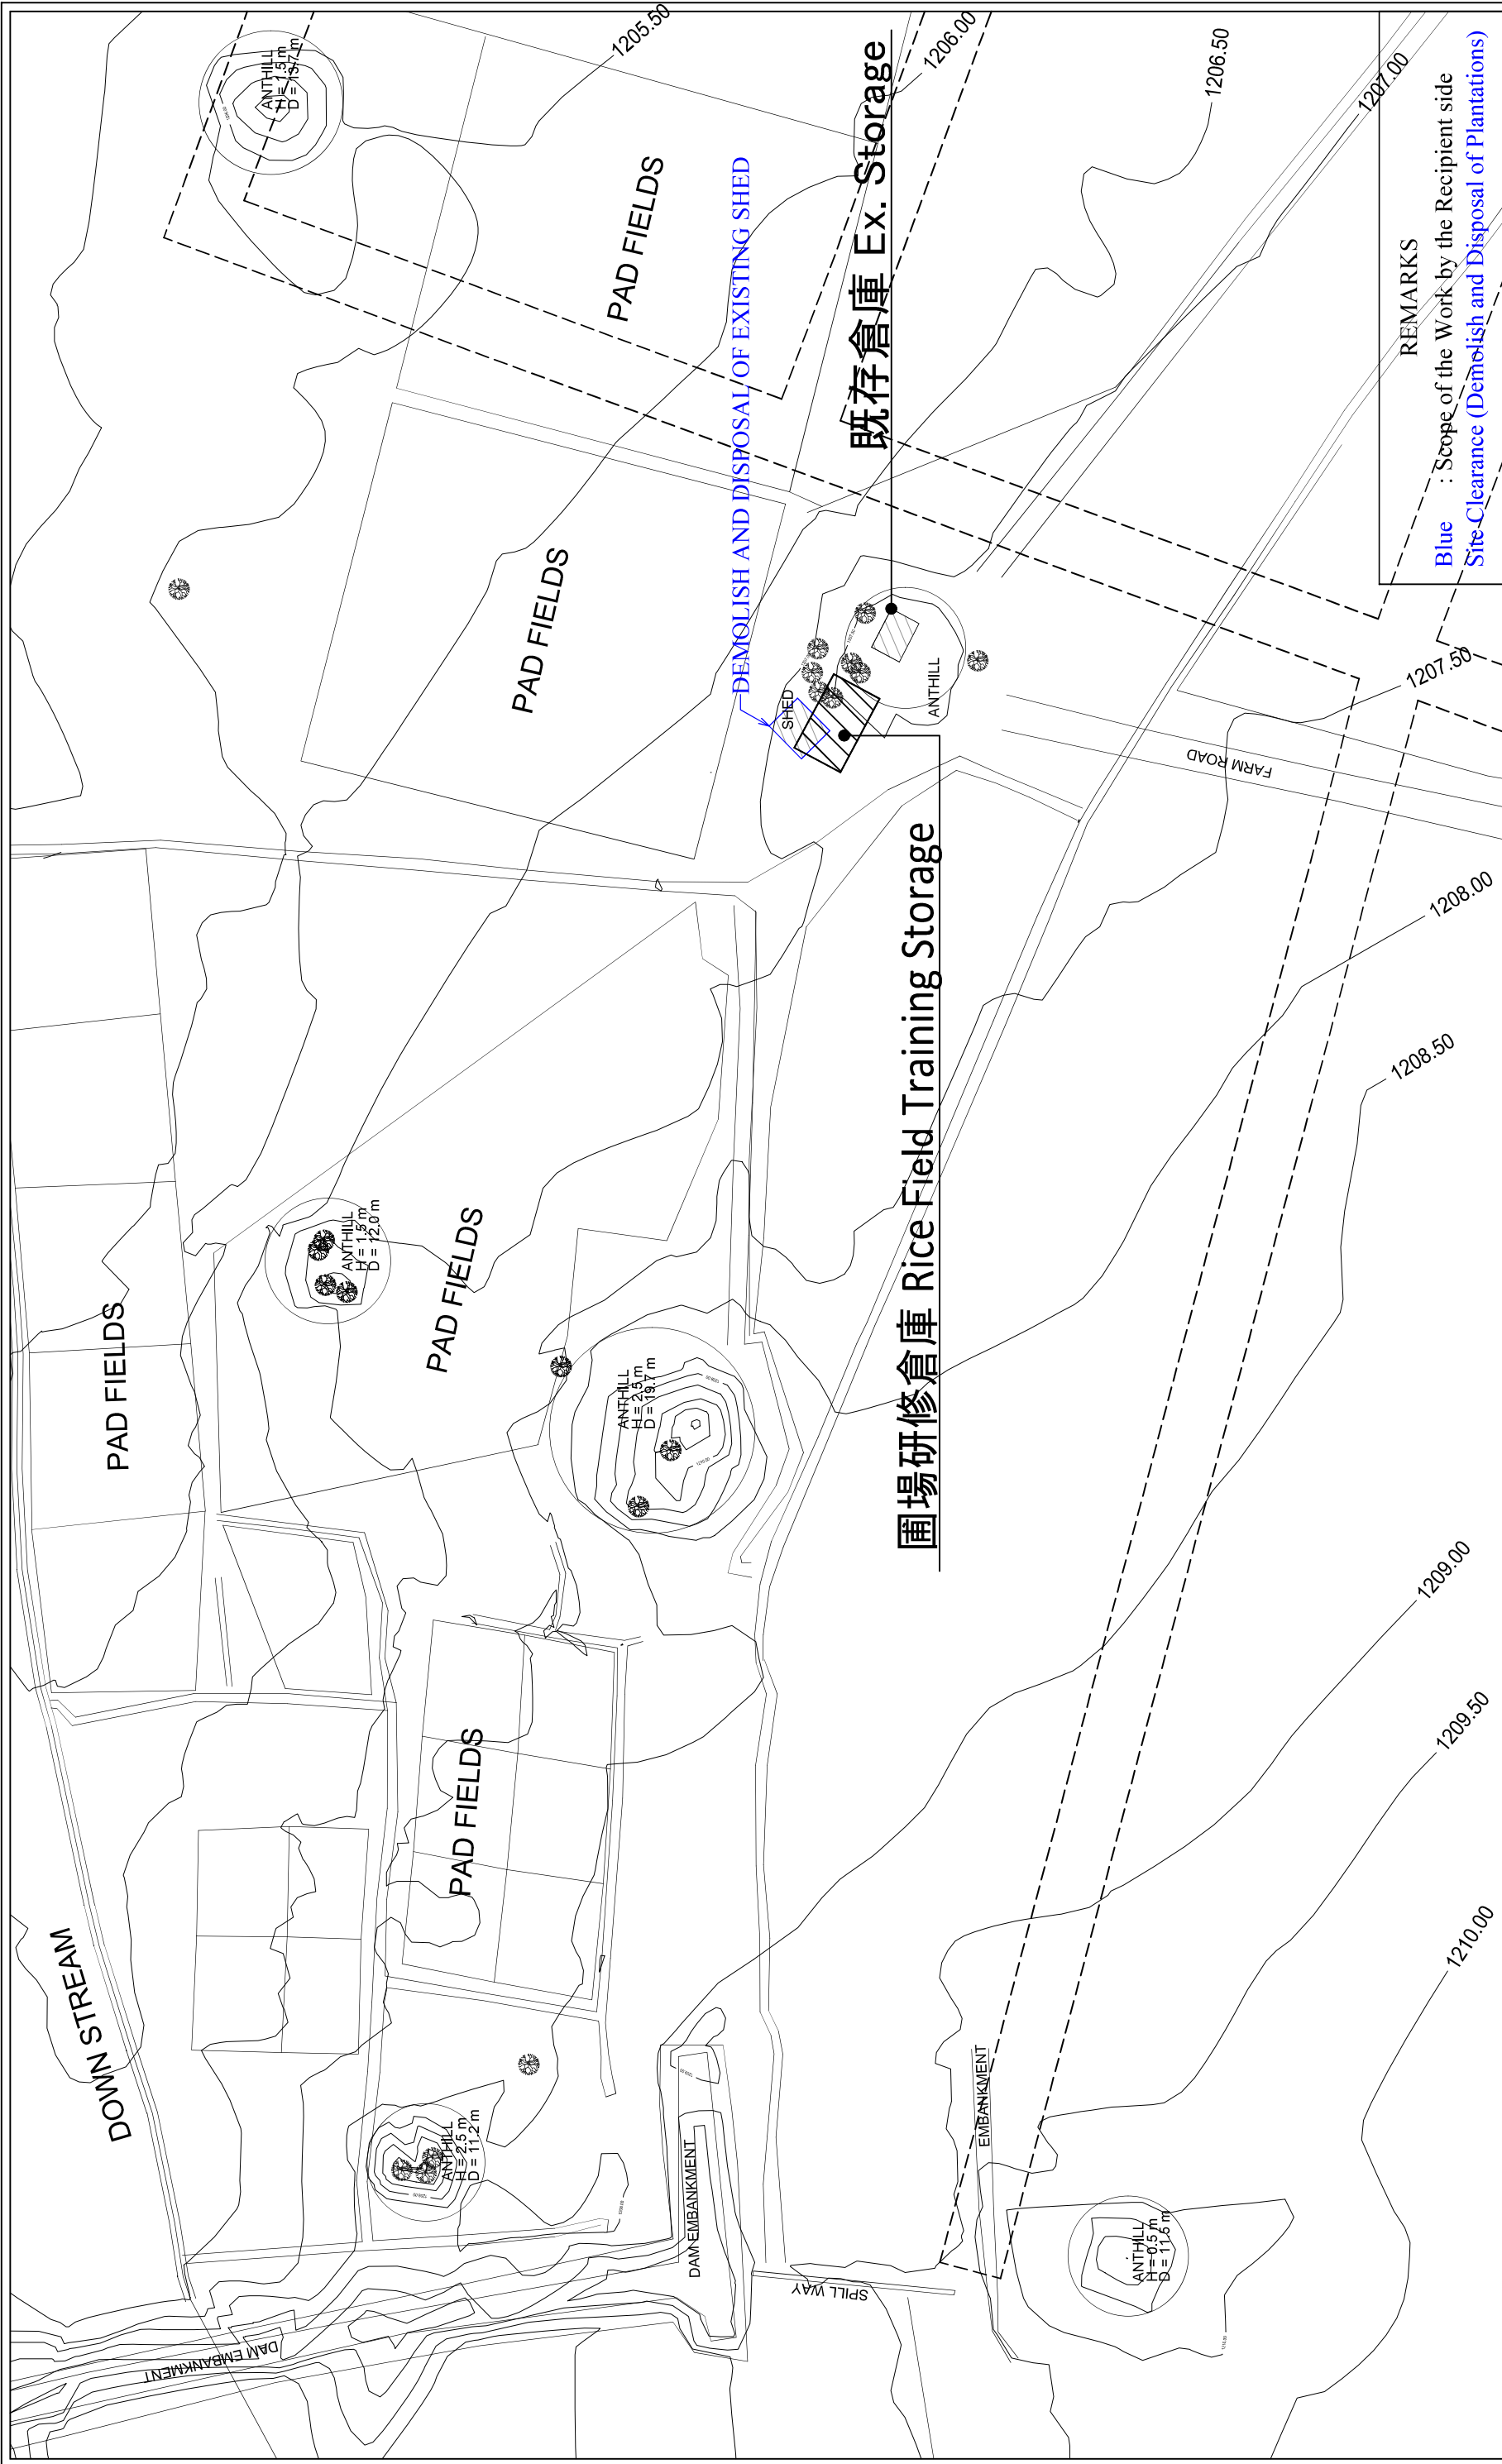 DOWN STREAM
PAD FIELDS
PAD FIELDS
PAD FIELDS
PAD FIELDS
PAD FIELDS
ANTHILL
H = 1.5 m
D = 13.7 m
ANTHILL
H = 1.5 m
D = 12.0 m
ANTHILL
H = 2.5 m
D = 19.7 m
ANTHILL
H = 2.5 m
D = 11.2 m
ANTHILL
H = 0.5 m
D = 11.5 m
DEMOLISH AND DISPOSAL OF EXISTING SHED
SHED
ANTHILL
既存倉庫 Ex. Storage
圃場研修倉庫 Rice Field Training Storage
DAM EMBANKMENT
DAM EMBANKMENT
SPILL WAY
EMBANKMENT
FARM ROAD
1205.50
1206.00
1206.50
1207.00
1207.50
1208.00
1208.50
1209.00
1209.50
1210.00
REMARKS
Blue : Scope of the Work by the Recipient side
Site Clearance (Demolish and Disposal of Plantations)